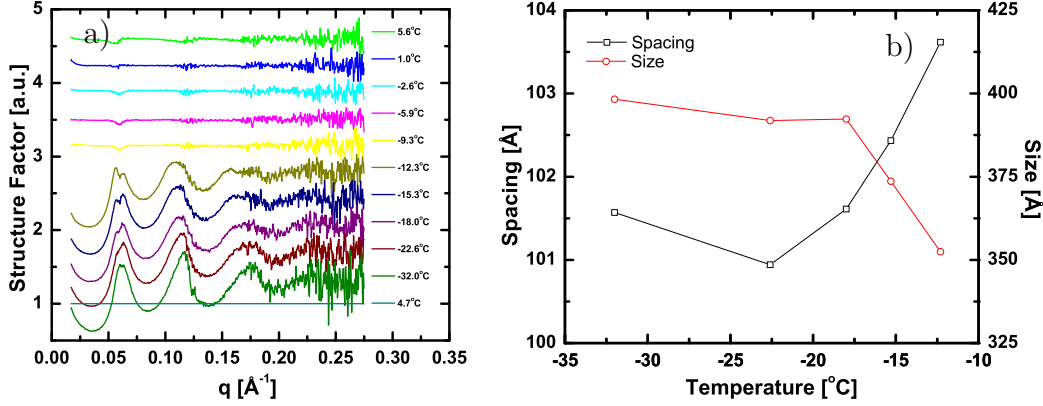 a)
Structure Factor [a.u.]
5
4
3
2
1
0.00 0.05 0.10 0.15 0.20 0.25 0.30 0.35
q [Å⁻¹]
5.6°C
1.0°C
-2.6°C
-5.9°C
-9.3°C
-12.3°C
-15.3°C
-18.0°C
-22.6°C
-32.0°C
4.7°C
b)
Spacing
Size
Spacing [Å]
104
103
102
101
100
-35 -30 -25 -20 -15 -10
Temperature [°C]
425
400
375
350
325
Size [Å]